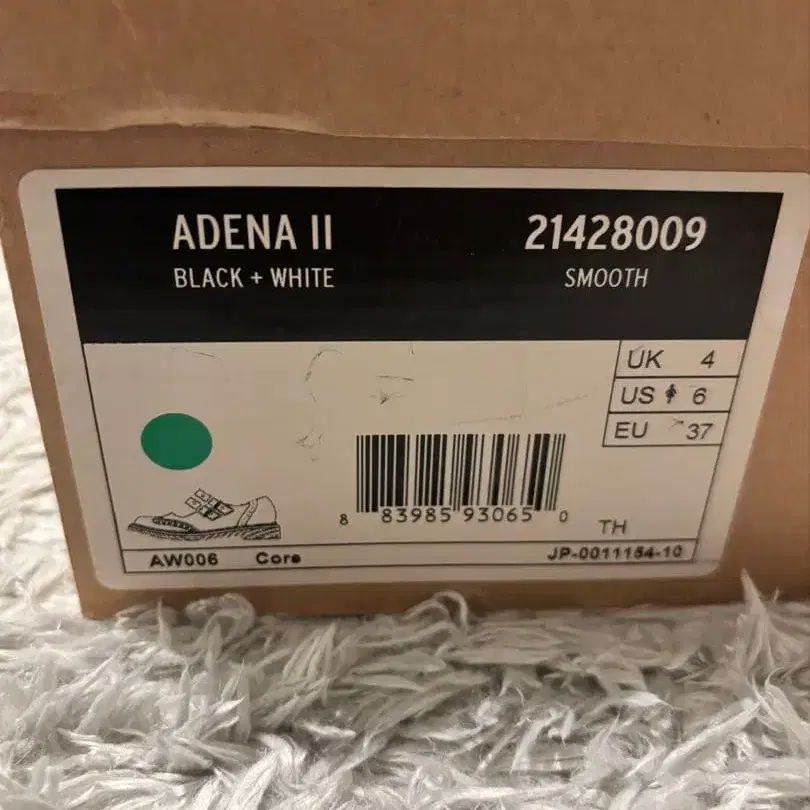 ADENA II 21428009
BLACK + WHITE SMOOTH
UK 4
US 6
EU 37
8 83985 93065 0
TH
AW006 Core JP-0011154-10